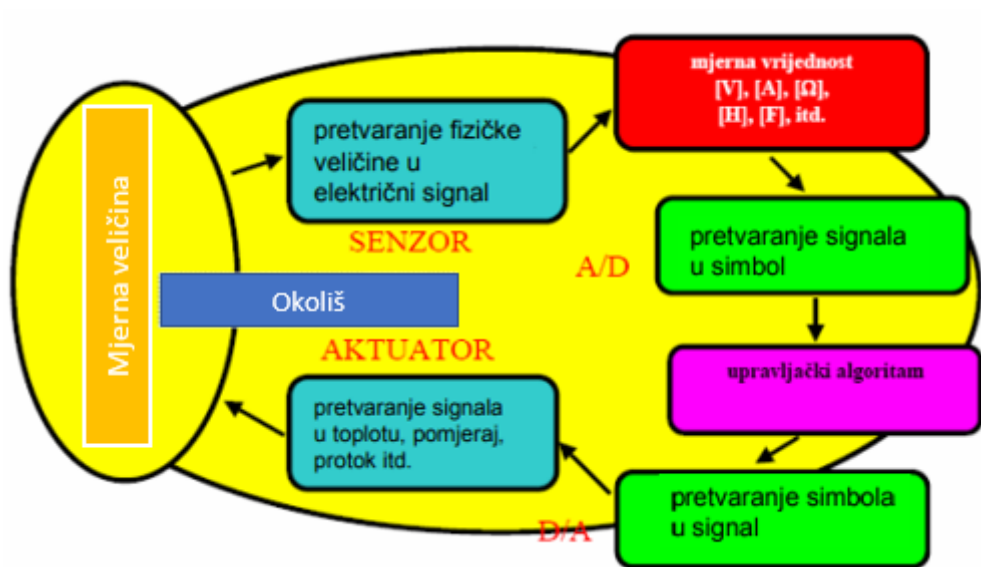 mjerna vrijednost
[V], [A], [Ω],
[H], [F], itd.
pretvaranje fizičke
veličine u
električni signal
SENZOR
Mjerna veličina
A/D
pretvaranje signala
u simbol
Okoliš
AKTUATOR
upravljački algoritam
pretvaranje signala
u toplotu, pomjeraj,
protok itd.
D/A
pretvaranje simbola
u signal